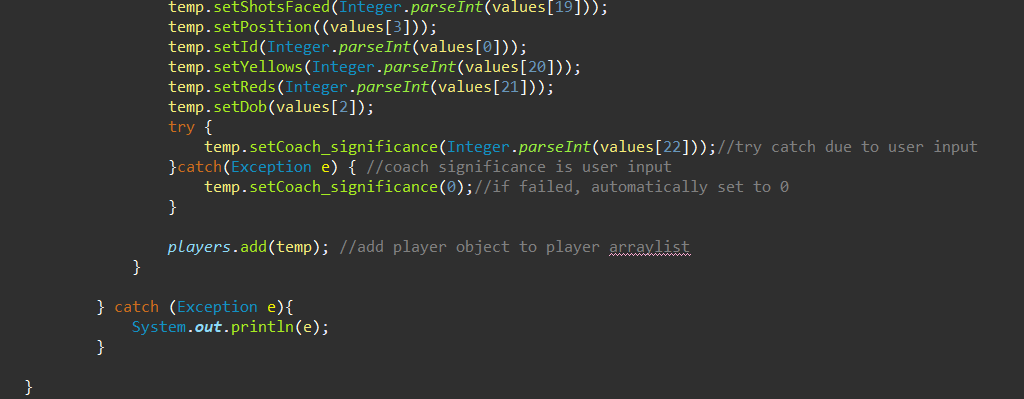 temp.setShotsFaced(Integer.parseInt(values[19]));
temp.setPosition((values[3]));
temp.setId(Integer.parseInt(values[0]));
temp.setYellows(Integer.parseInt(values[20]));
temp.setReds(Integer.parseInt(values[21]));
temp.setDob(values[2]);
try {
temp.setCoach_significance(Integer.parseInt(values[22]));//try catch due to user input
}catch(Exception e) { //coach significance is user input
temp.setCoach_significance(0);//if failed, automatically set to 0
}
players.add(temp); //add player object to player arraylist
}
} catch (Exception e){
System.out.println(e);
}
}